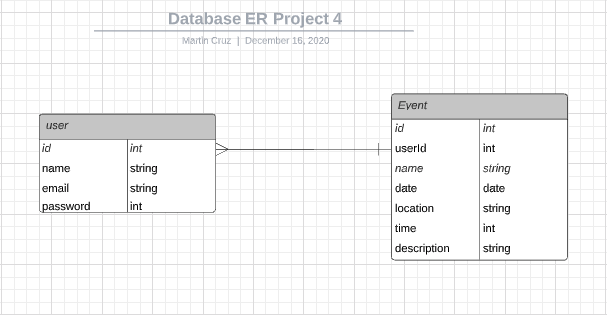 Database ER Project 4
Martin Cruz | December 16, 2020
user
id int
name string
email string
password int
Event
id int
userId int
name string
date date
location string
time int
description string